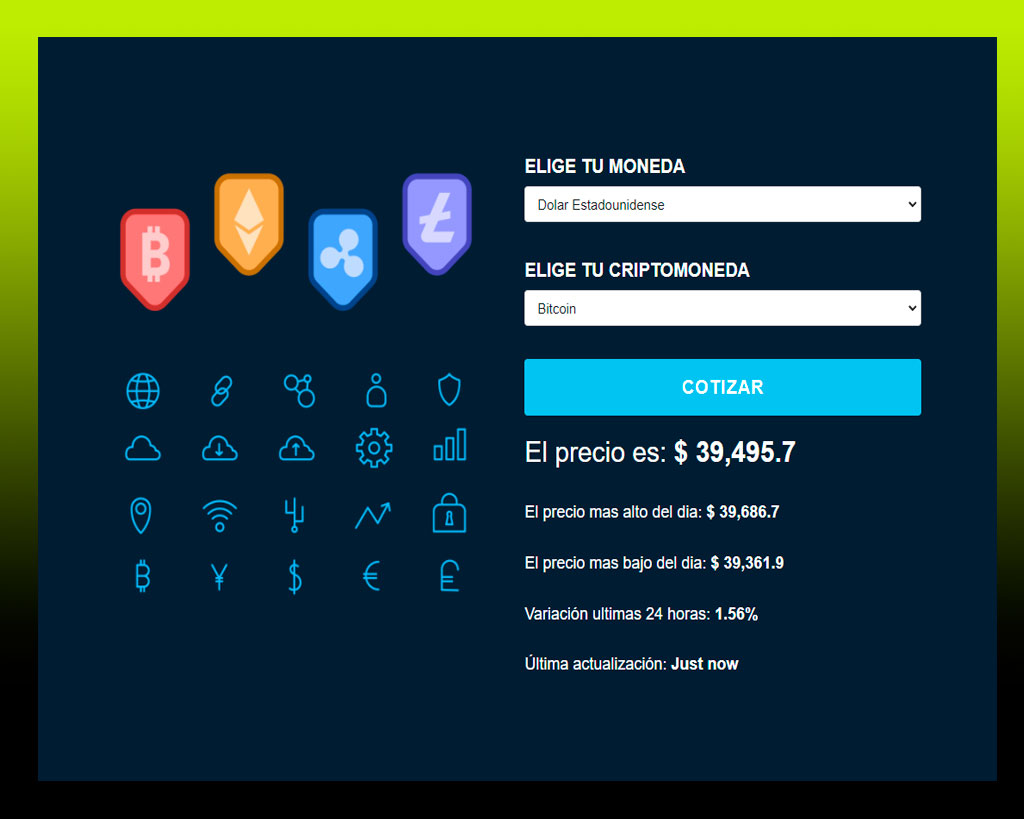 ELIGE TU MONEDA
Dolar Estadounidense
ELIGE TU CRIPTOMONEDA
Bitcoin
COTIZAR
El precio es: $ 39,495.7
El precio mas alto del dia: $ 39,686.7
El precio mas bajo del dia: $ 39,361.9
Variación ultimas 24 horas: 1.56%
Última actualización: Just now